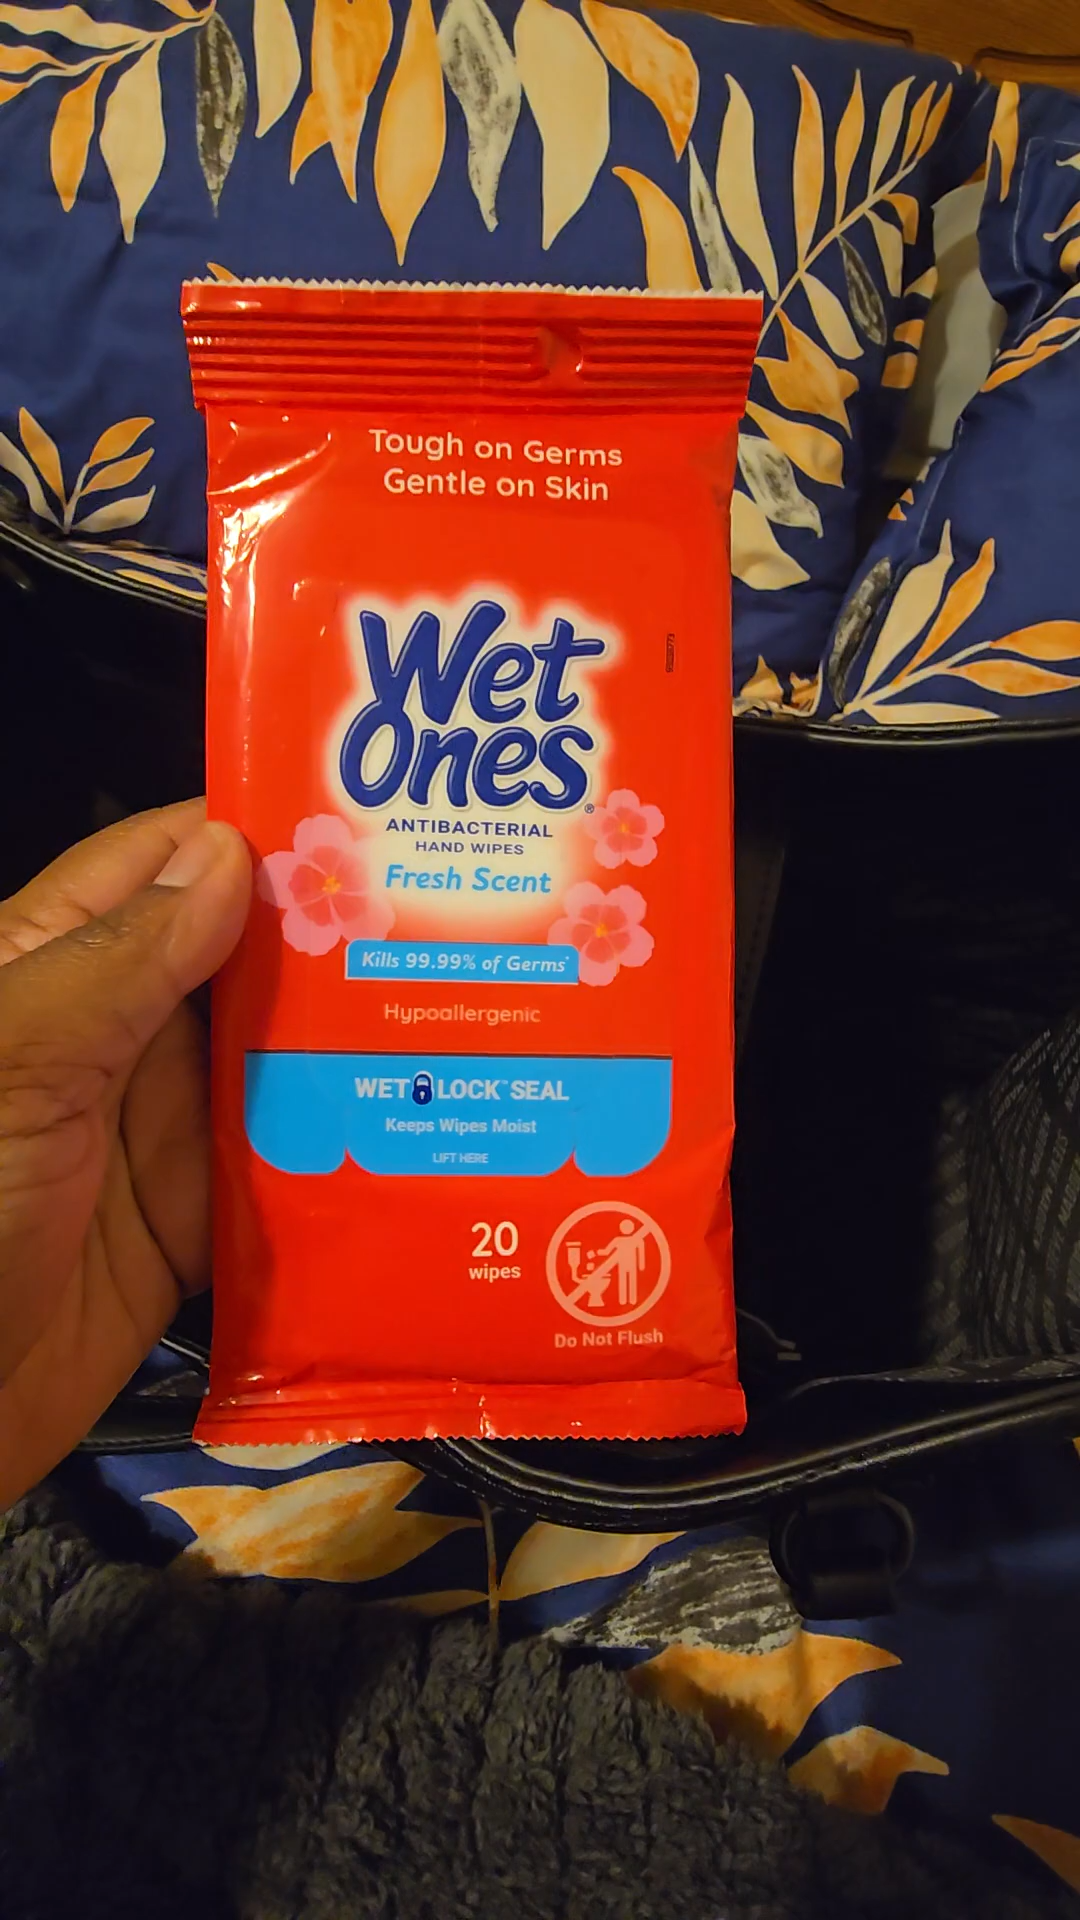 Tough on Germs
Gentle on Skin
Wet
Ones®
ANTIBACTERIAL
HAND WIPES
Fresh Scent
Kills 99.99% of Germs*
Hypoallergenic
WET LOCK™ SEAL
Keeps Wipes Moist
LIFT HERE
20
wipes
Do Not Flush